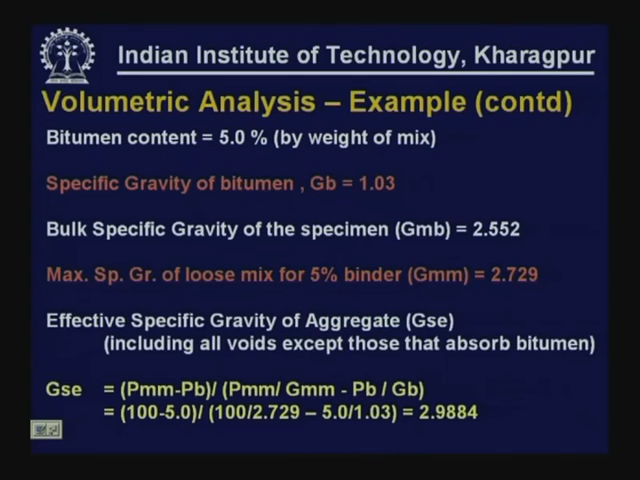 Indian Institute of Technology, Kharagpur
Volumetric Analysis – Example (contd)
Bitumen content = 5.0 % (by weight of mix)
Specific Gravity of bitumen , Gb = 1.03
Bulk Specific Gravity of the specimen (Gmb) = 2.552
Max. Sp. Gr. of loose mix for 5% binder (Gmm) = 2.729
Effective Specific Gravity of Aggregate (Gse)
(including all voids except those that absorb bitumen)
Gse = (Pmm-Pb)/ (Pmm/ Gmm - Pb / Gb)
= (100-5.0)/ (100/2.729 – 5.0/1.03) = 2.9884